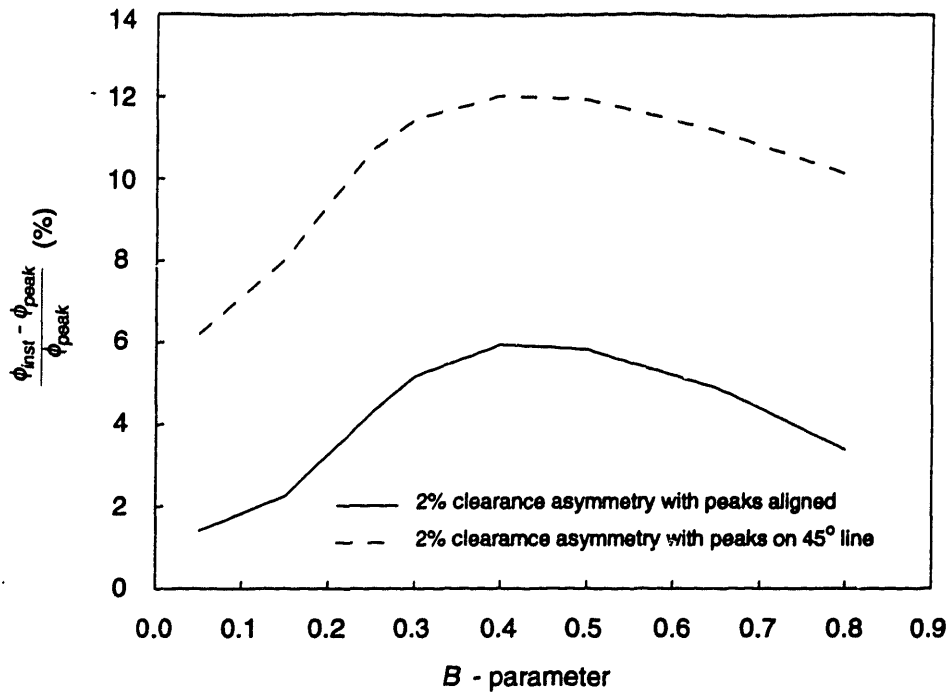 14
12
10
8
6
4
2
0
ϕinst - ϕpeak
ϕpeak
(%)
2% clearance asymmetry with peaks aligned
2% clearamce asymmetry with peaks on 45° line
0.0 0.1 0.2 0.3 0.4 0.5 0.6 0.7 0.8 0.9
B - parameter